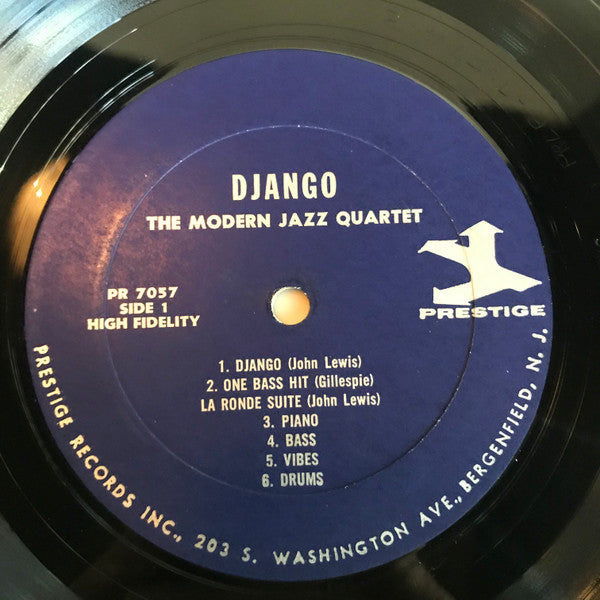 DJANGO
THE MODERN JAZZ QUARTET
PR 7057
SIDE 1
HIGH FIDELITY
PRESTIGE
1. DJANGO (John Lewis)
2. ONE BASS HIT (Gillespie)
LA RONDE SUITE (John Lewis)
3. PIANO
4. BASS
5. VIBES
6. DRUMS
PRESTIGE RECORDS INC., 203 S. WASHINGTON AVE., BERGENFIELD, N. J.